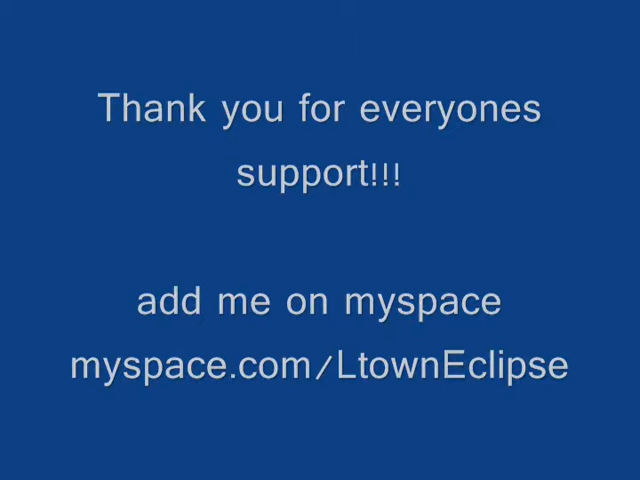 Thank you for everyones
support!!!
add me on myspace
myspace.com/LtownEclipse